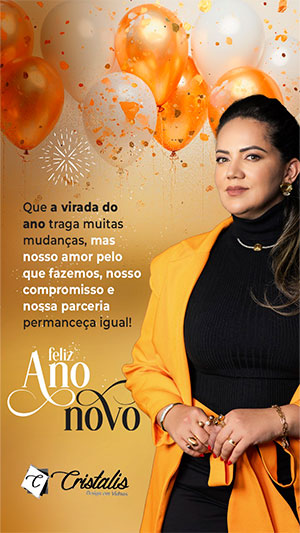 Que a virada do
ano traga muitas
mudanças, mas
nosso amor pelo
que fazemos, nosso
compromisso e
nossa parceria
permaneça igual!
feliz
Ano
novo
Cristalis